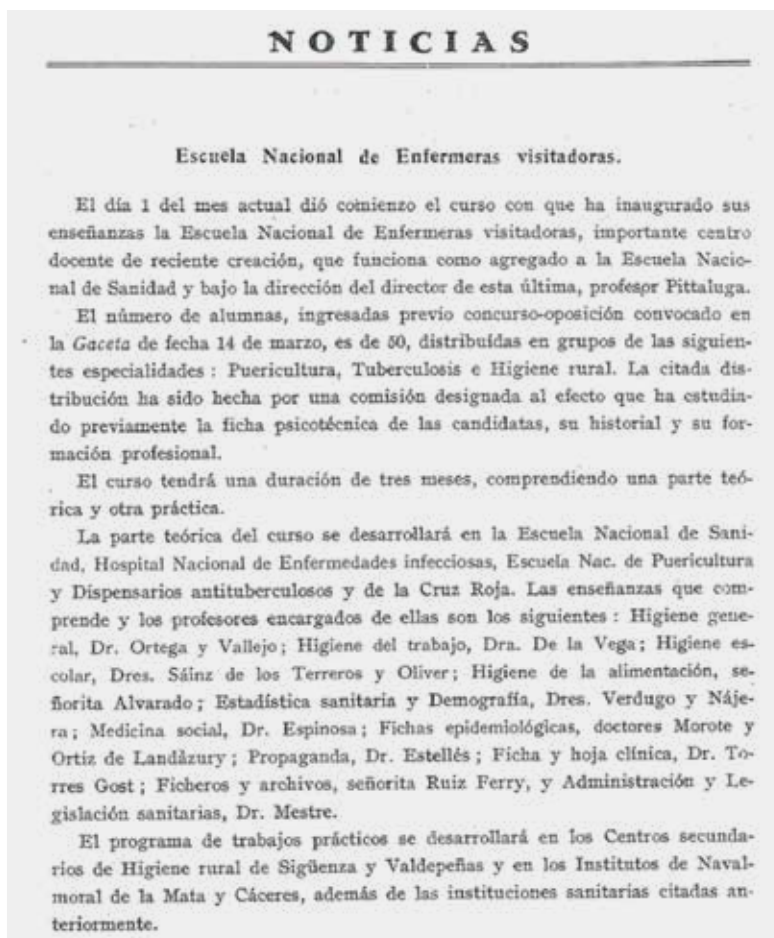 NOTICIAS
Escuela Nacional de Enfermeras visitadoras.
El día 1 del mes actual dió comienzo el curso con que ha inaugurado sus
enseñanzas la Escuela Nacional de Enfermeras visitadoras, importante centro
docente de reciente creación, que funciona como agregado a la Escuela Nacio-
nal de Sanidad y bajo la dirección del director de esta última, profesor Pittaluga.
El número de alumnas, ingresadas previo concurso-oposición convocado en
la Gaceta de fecha 14 de marzo, es de 50, distribuídas en grupos de las siguien-
tes especialidades : Puericultura, Tuberculosis e Higiene rural. La citada dis-
tribución ha sido hecha por una comisión designada al efecto que ha estudia-
do previamente la ficha psicotécnica de las candidatas, su historial y su for-
mación profesional.
El curso tendrá una duración de tres meses, comprendiendo una parte teó-
rica y otra práctica.
La parte teórica del curso se desarrollará en la Escuela Nacional de Sani-
dad, Hospital Nacional de Enfermedades infecciosas, Escuela Nac. de Puericultura
y Dispensarios antituberculosos y de la Cruz Roja. Las enseñanzas que com-
prende y los profesores encargados de ellas son los siguientes : Higiene gene-
ral, Dr. Ortega y Vallejo ; Higiene del trabajo, Dra. De la Vega ; Higiene es-
colar, Dres. Sáinz de los Terreros y Oliver ; Higiene de la alimentación, se-
ñorita Alvarado ; Estadística sanitaria y Demografía, Dres. Verdugo y Náje-
ra ; Medicina social, Dr. Espinosa ; Fichas epidemiológicas, doctores Morote y
Ortiz de Landàzury ; Propaganda, Dr. Estellés ; Ficha y hoja clínica, Dr. To-
rres Gost ; Ficheros y archivos, señorita Ruiz Ferry, y Administración y Le-
gislación sanitarias, Dr. Mestre.
El programa de trabajos prácticos se desarrollará en los Centros secunda-
rios de Higiene rural de Sigüenza y Valdepeñas y en los Institutos de Naval-
moral de la Mata y Cáceres, además de las instituciones sanitarias citadas an-
teriormente.